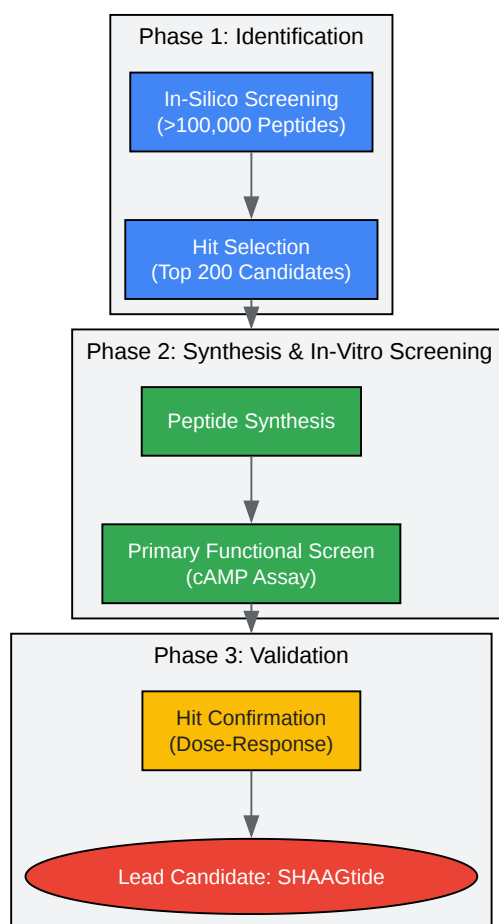 Phase 1: Identification
In-Silico Screening
(>100,000 Peptides)
Hit Selection
(Top 200 Candidates)
Phase 2: Synthesis & In-Vitro Screening
Peptide Synthesis
Primary Functional Screen
(cAMP Assay)
Phase 3: Validation
Hit Confirmation
(Dose-Response)
Lead Candidate: SHAAGtide